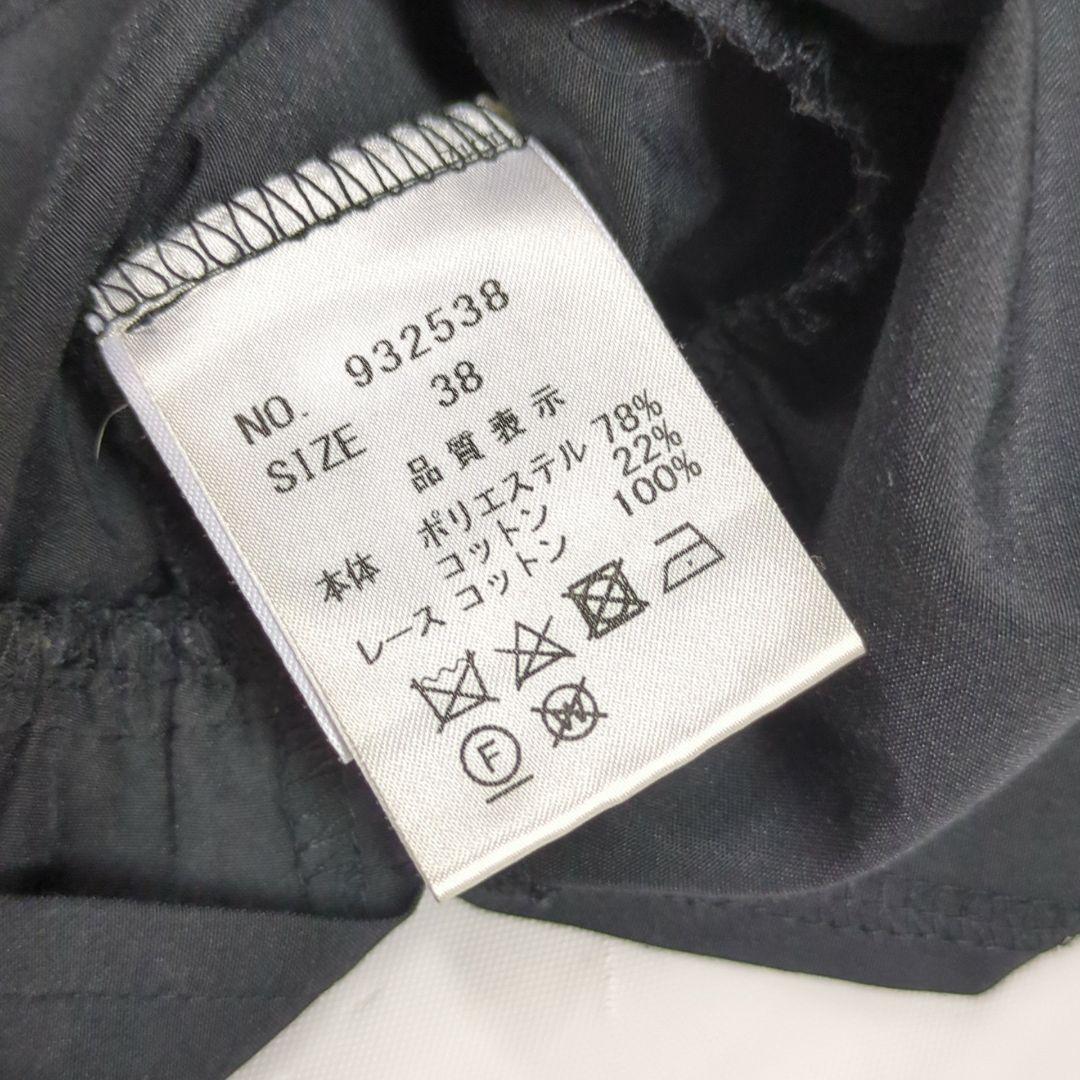 NO. 932538
SIZE 38
品質表示
本体 ポリエステル 78%
コットン 22%
レース コットン 100%
F W